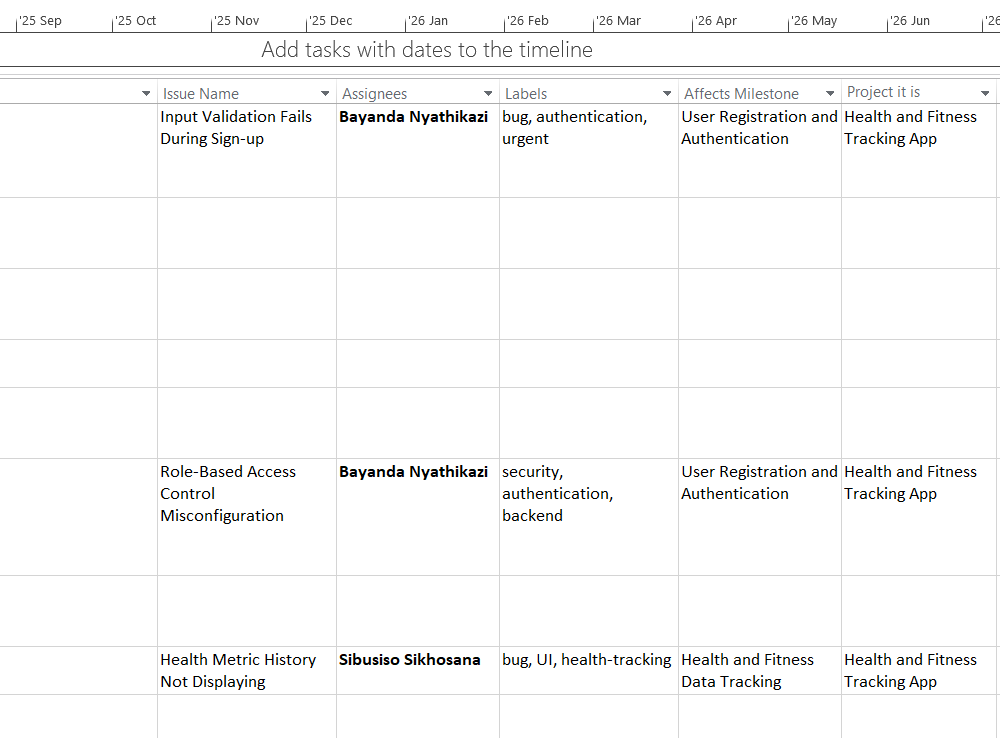 '25 Sep '25 Oct '25 Nov '25 Dec '26 Jan '26 Feb '26 Mar '26 Apr '26 May '26 Jun '26
Add tasks with dates to the timeline
Issue Name Assignees Labels Affects Milestone Project it is
Input Validation Fails Bayanda Nyathikazi bug, authentication, User Registration and Health and Fitness
During Sign-up urgent Authentication Tracking App
Role-Based Access Bayanda Nyathikazi security, User Registration and Health and Fitness
Control authentication, Authentication Tracking App
Misconfiguration backend
Health Metric History Sibusiso Sikhosana bug, UI, health-tracking Health and Fitness Health and Fitness
Not Displaying Data Tracking Tracking App